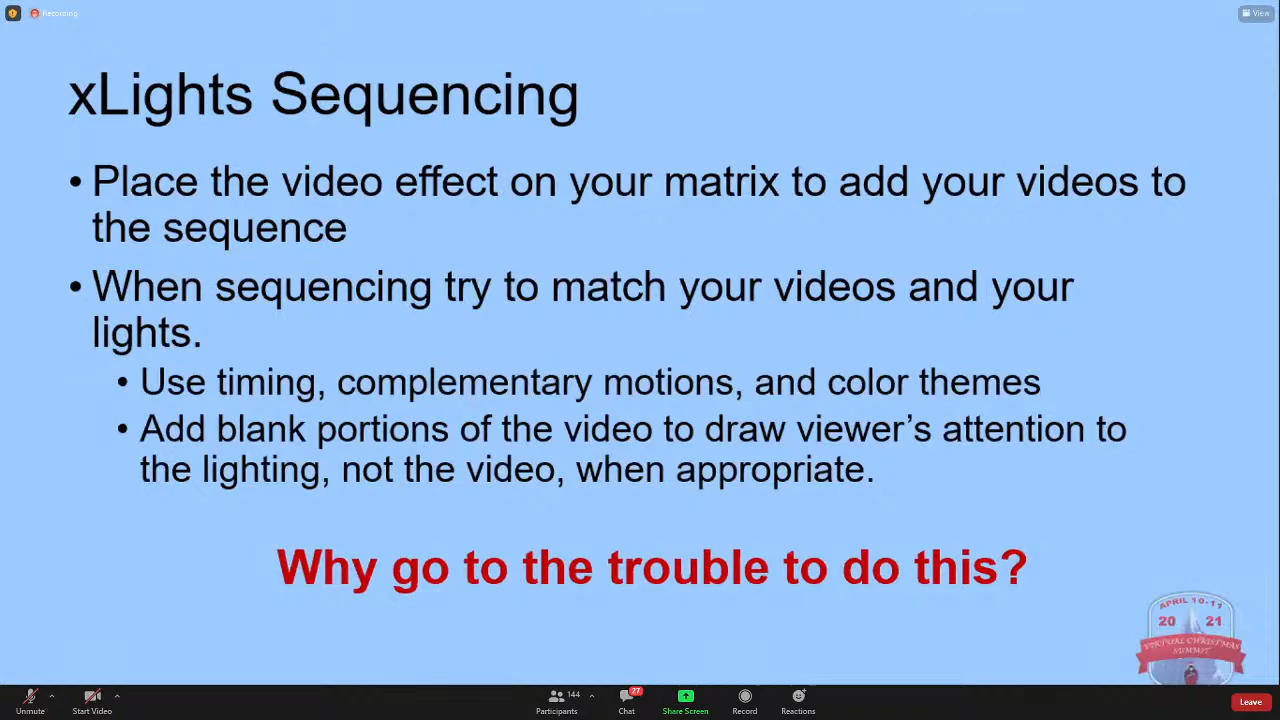 Recording
View
xLights Sequencing
• Place the video effect on your matrix to add your videos to
the sequence
• When sequencing try to match your videos and your
lights.
• Use timing, complementary motions, and color themes
• Add blank portions of the video to draw viewer’s attention to
the lighting, not the video, when appropriate.
Why go to the trouble to do this?
APRIL 10-11
20 21
VIRTUAL CHRISTMAS
SUMMIT
144
27
Unmute
Start Video
Participants
Chat
Share Screen
Record
Reactions
Leave